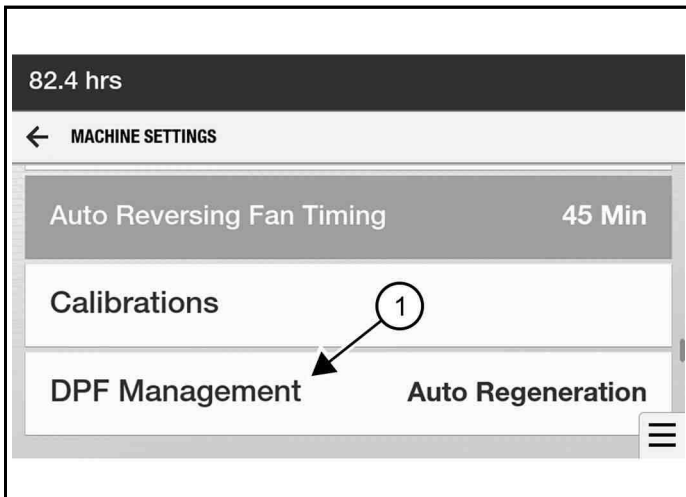 82.4 hrs
MACHINE SETTINGS
Auto Reversing Fan Timing 45 Min
Calibrations
1
DPF Management Auto Regeneration